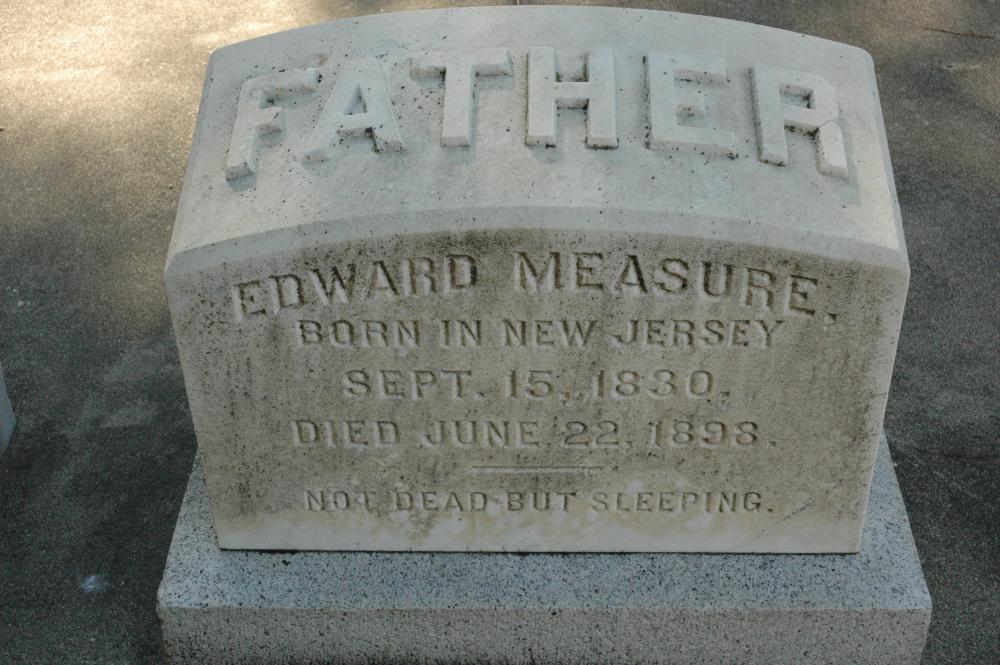 FATHER
EDWARD MEASURE,
BORN IN NEW JERSEY
SEPT. 15, 1830,
DIED JUNE 22, 1898.
NOT DEAD BUT SLEEPING.